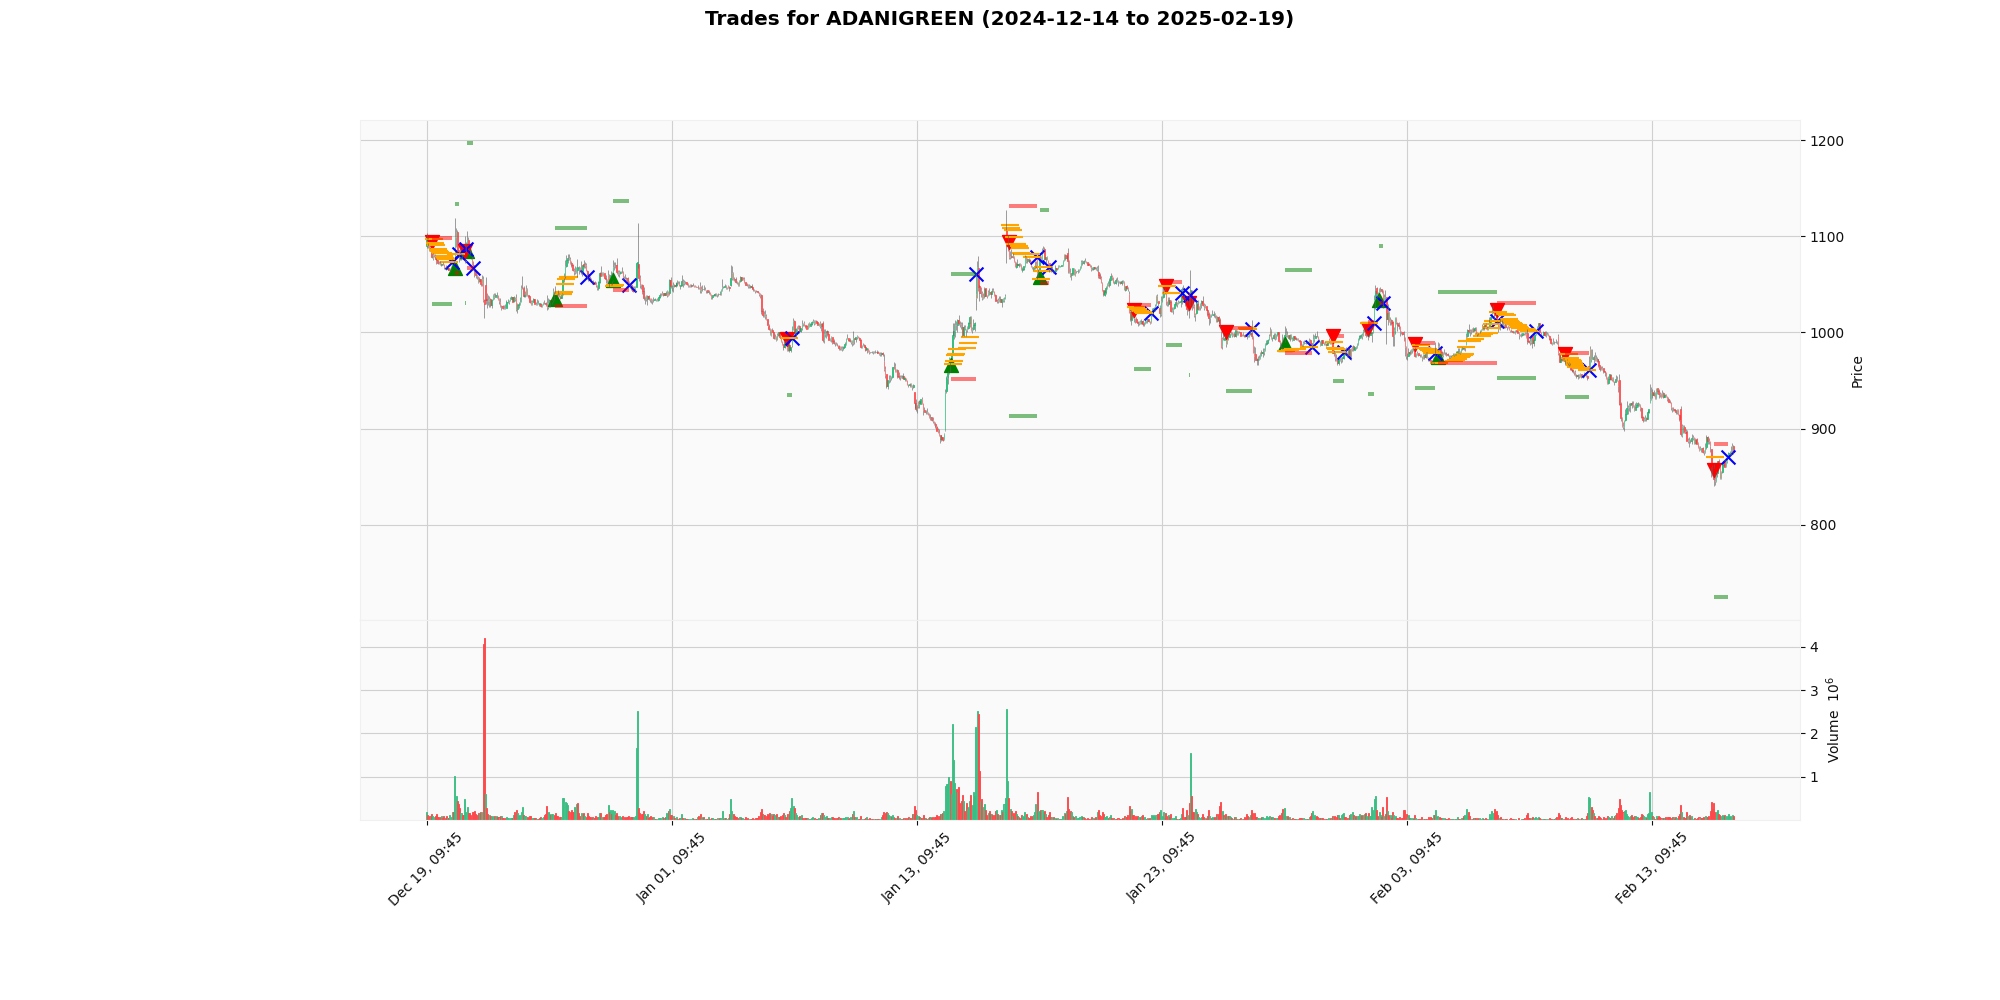 Trades for ADANIGREEN (2024-12-14 to 2025-02-19)
1200
1100
1000
900
800
Price
4
3
2
1
Volume 10^6
Dec 19, 09:45
Jan 01, 09:45
Jan 13, 09:45
Jan 23, 09:45
Feb 03, 09:45
Feb 13, 09:45